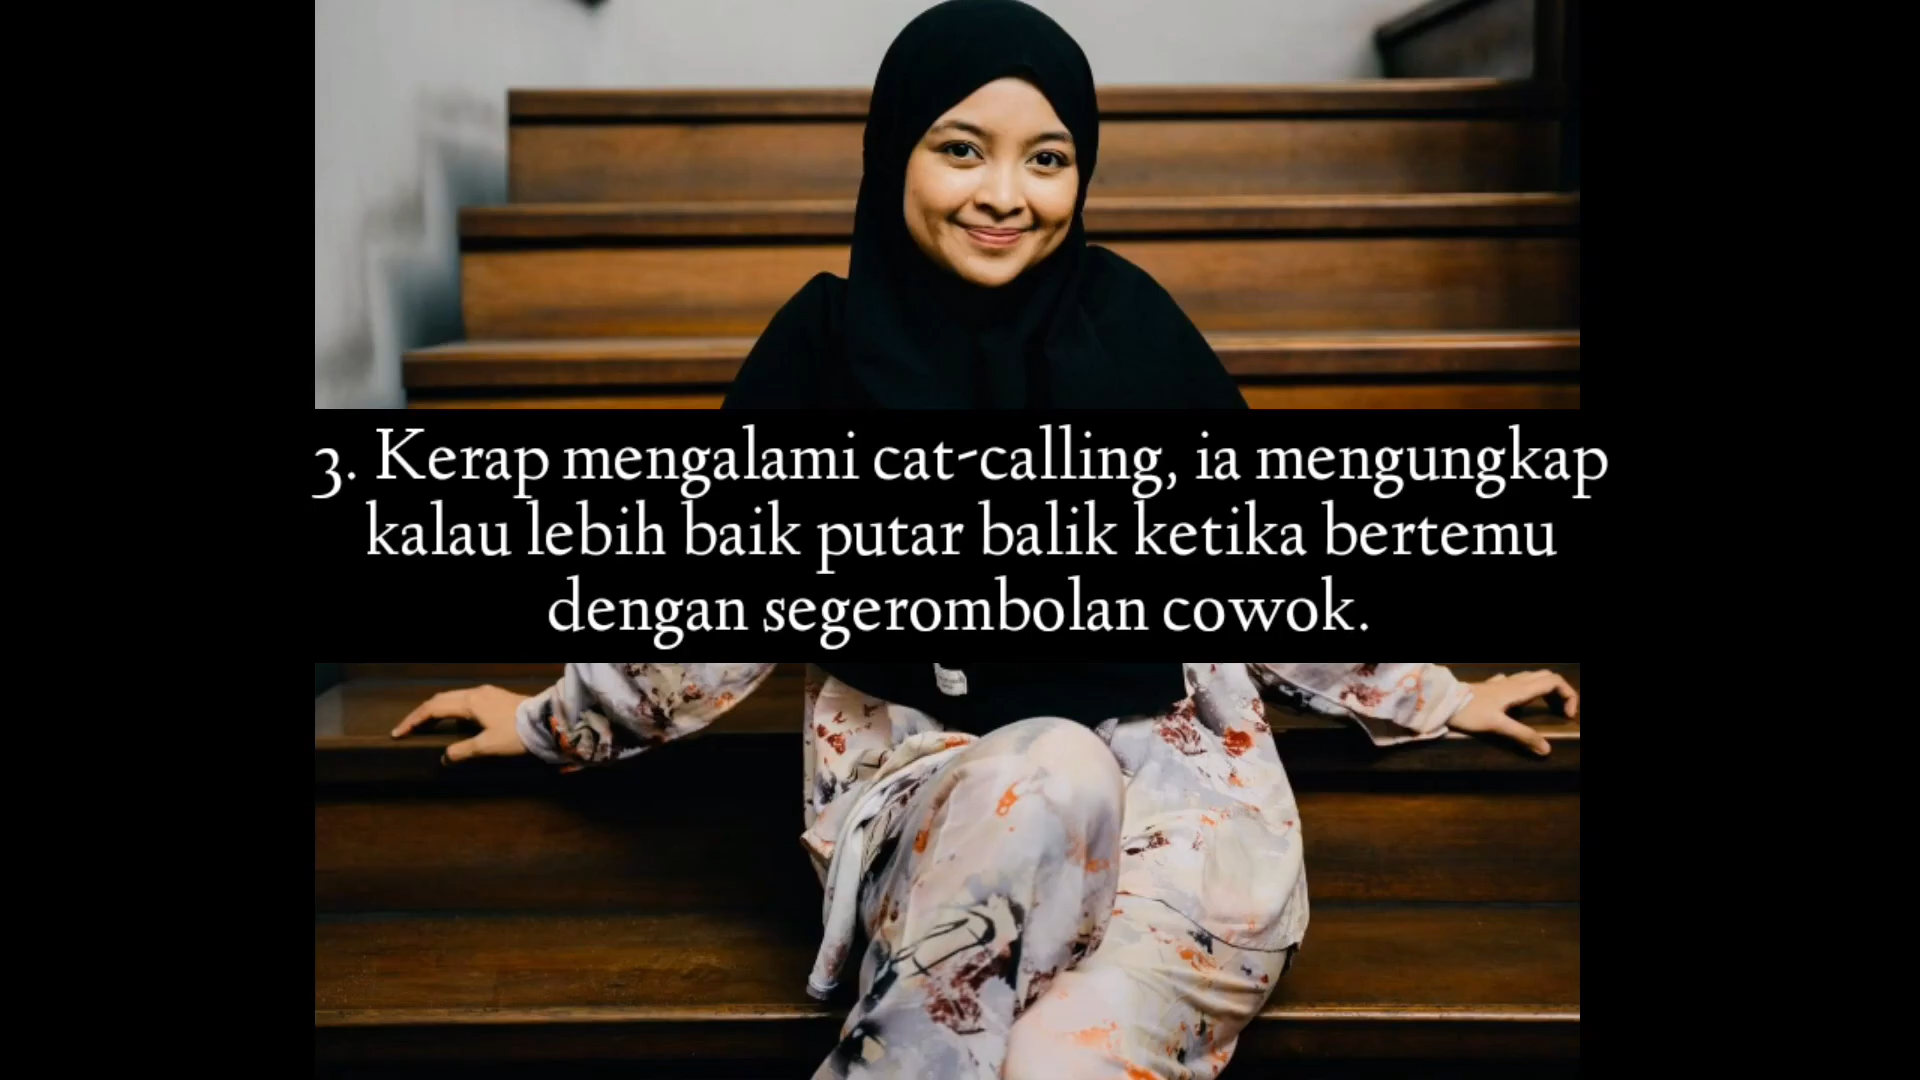 3. Kerap mengalami cat-calling, ia mengungkap
kalau lebih baik putar balik ketika bertemu
dengan segerombolan cowok.